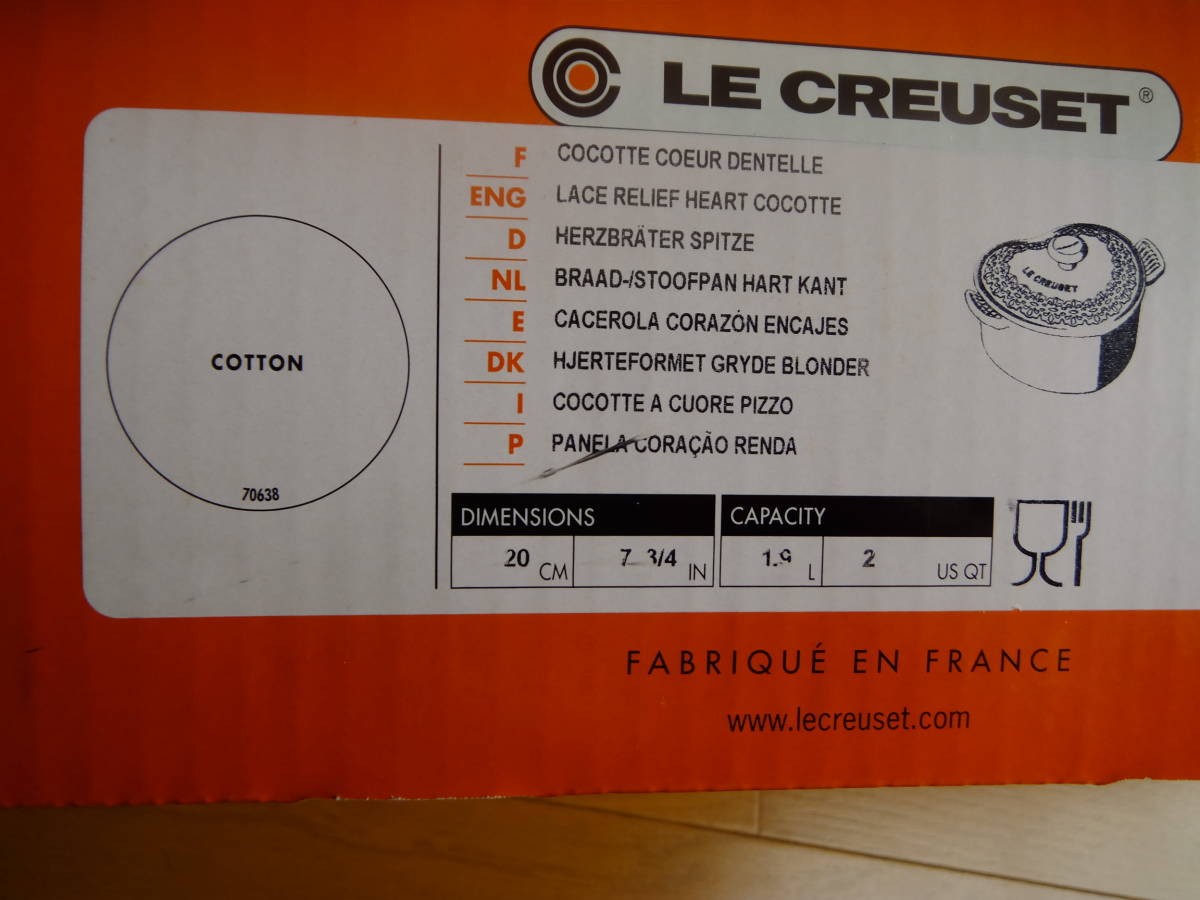 LE CREUSET®
F COCOTTE COEUR DENTELLE
ENG LACE RELIEF HEART COCOTTE
D HERZBRÄTER SPITZE
NL BRAAD-/STOOFPAN HART KANT
E CACEROLA CORAZÓN ENCAJES
DK HJERTEFORMET GRYDE BLONDER
I COCOTTE A CUORE PIZZO
P PANELA CORAÇÃO RENDA
COTTON
70638
LE CREUSET
DIMENSIONS CAPACITY
20 CM 7 3/4 IN 1.9 L 2 US QT
FABRIQUÉ EN FRANCE
www.lecreuset.com